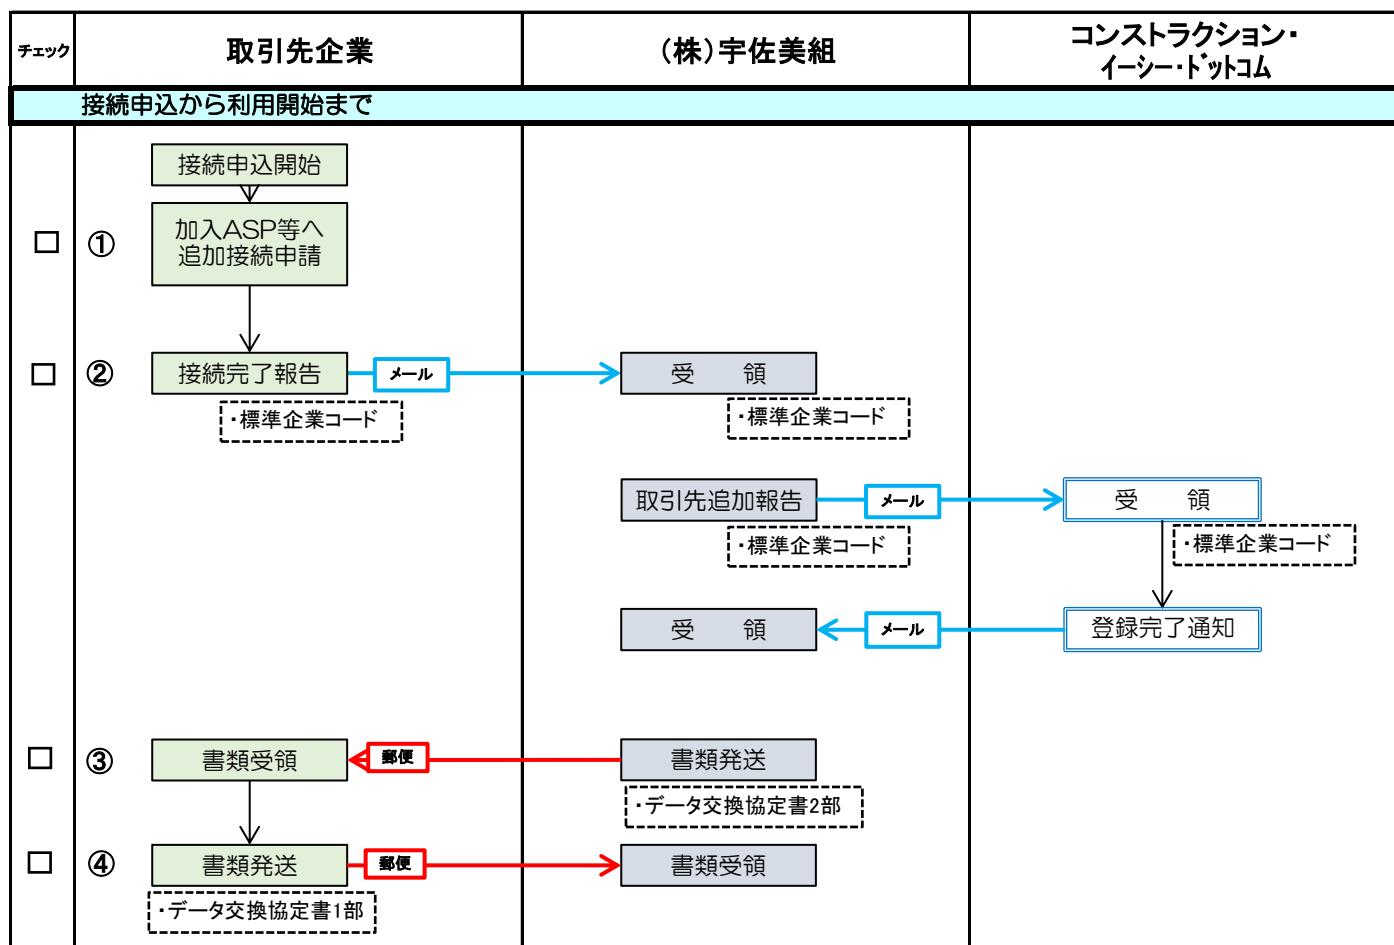 チェック
取引先企業
(株)宇佐美組
コンストラクション・
イーシー・ドットコム
接続申込から利用開始まで
接続申込開始
□ ①
加入ASP等へ
追加接続申請
□ ②
接続完了報告
メール
受　領
・標準企業コード
・標準企業コード
取引先追加報告
メール
受　領
・標準企業コード
・標準企業コード
受　領
メール
登録完了通知
□ ③
書類受領
郵便
書類発送
・データ交換協定書2部
□ ④
書類発送
郵便
書類受領
・データ交換協定書1部